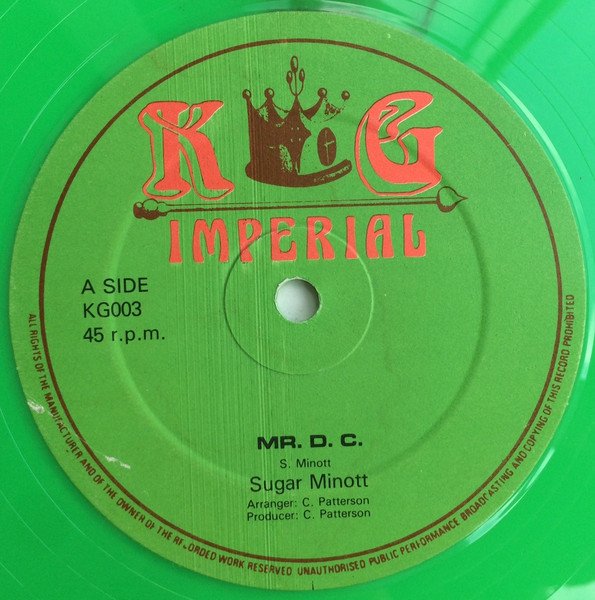 K G
IMPERIAL
A SIDE
KG003
45 r.p.m.
MR. D. C.
S. Minott
Sugar Minott
Arranger: C. Patterson
Producer: C. Patterson
ALL RIGHTS OF THE MANUFACTURER AND OF THE OWNER OF THE RECORDED WORK RESERVED UNAUTHORISED PUBLIC PERFORMANCE BROADCASTING AND COPYING OF THIS RECORD PROHIBITED